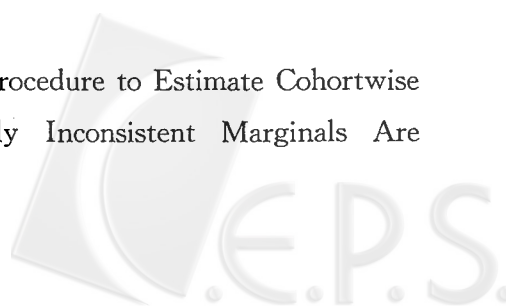 rocedure to Estimate Cohortwise
ly Inconsistent Marginals Are
C.E.P.S.